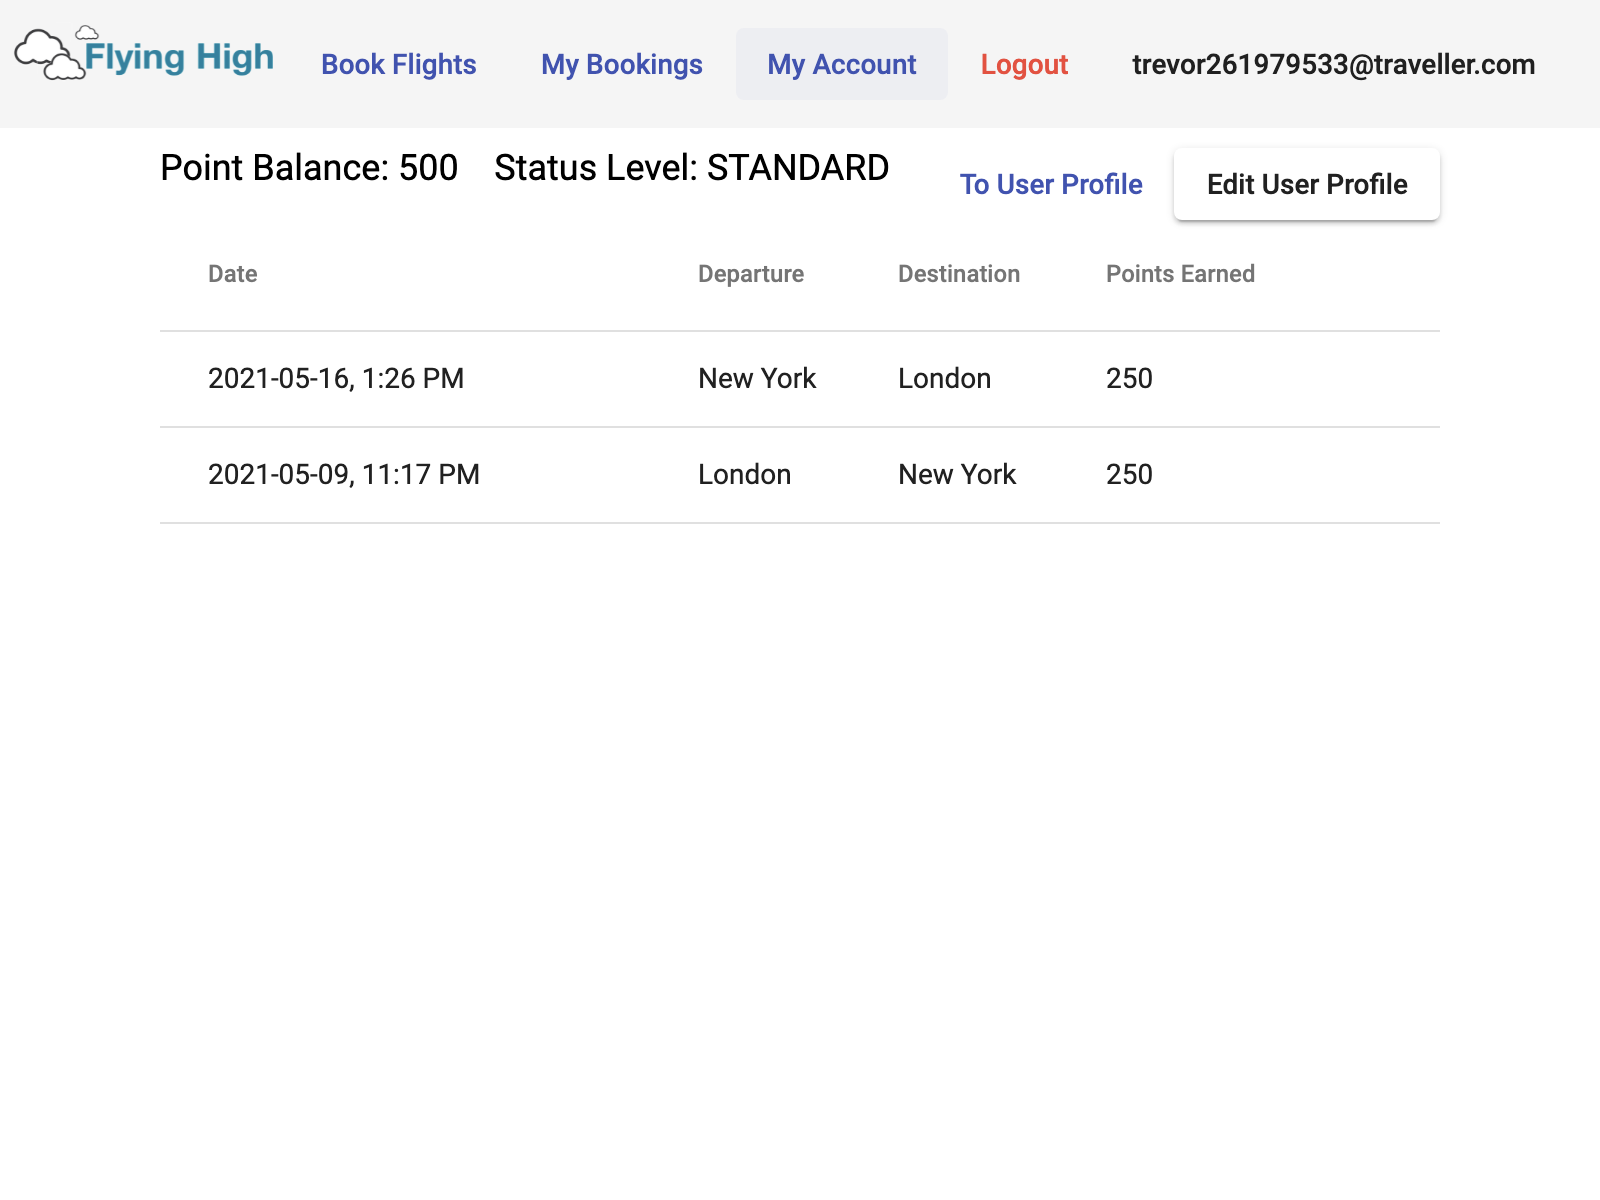 Flying High Book Flights My Bookings My Account Logout trevor261979533@traveller.com
Point Balance: 500 Status Level: STANDARD To User Profile Edit User Profile
Date Departure Destination Points Earned
2021-05-16, 1:26 PM New York London 250
2021-05-09, 11:17 PM London New York 250